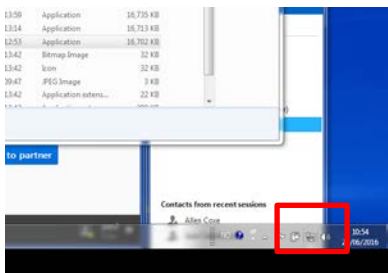 13:59 Application 16,735 KB
13:14 Application 16,713 KB
12:53 Application 16,702 KB
13:42 Bitmap Image 32 KB
13:42 Icon 32 KB
09:47 JPEG Image 3 KB
13:42 Application extens... 22 KB
to partner
Contacts from recent sessions
Allen Coxe
10:54
/06/2016